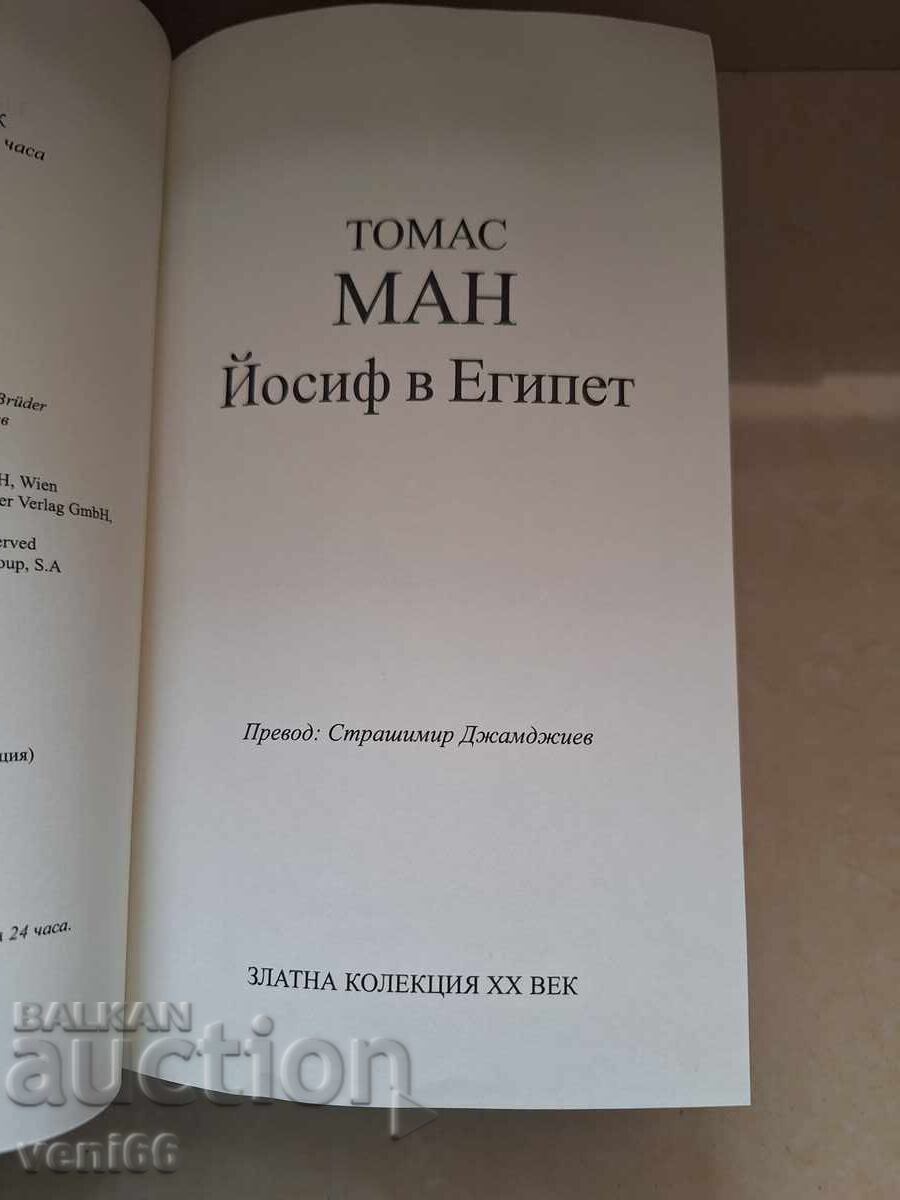 К
часа
Brüder
H, Wien
er Verlag GmbH,
erved
oup, S.A
ция)
24 часа.
ТОМАС
МАН
Йосиф в Египет
Превод: Страшимир Джамджиев
ЗЛАТНА КОЛЕКЦИЯ XX ВЕК
BALKAN
auction
veni66